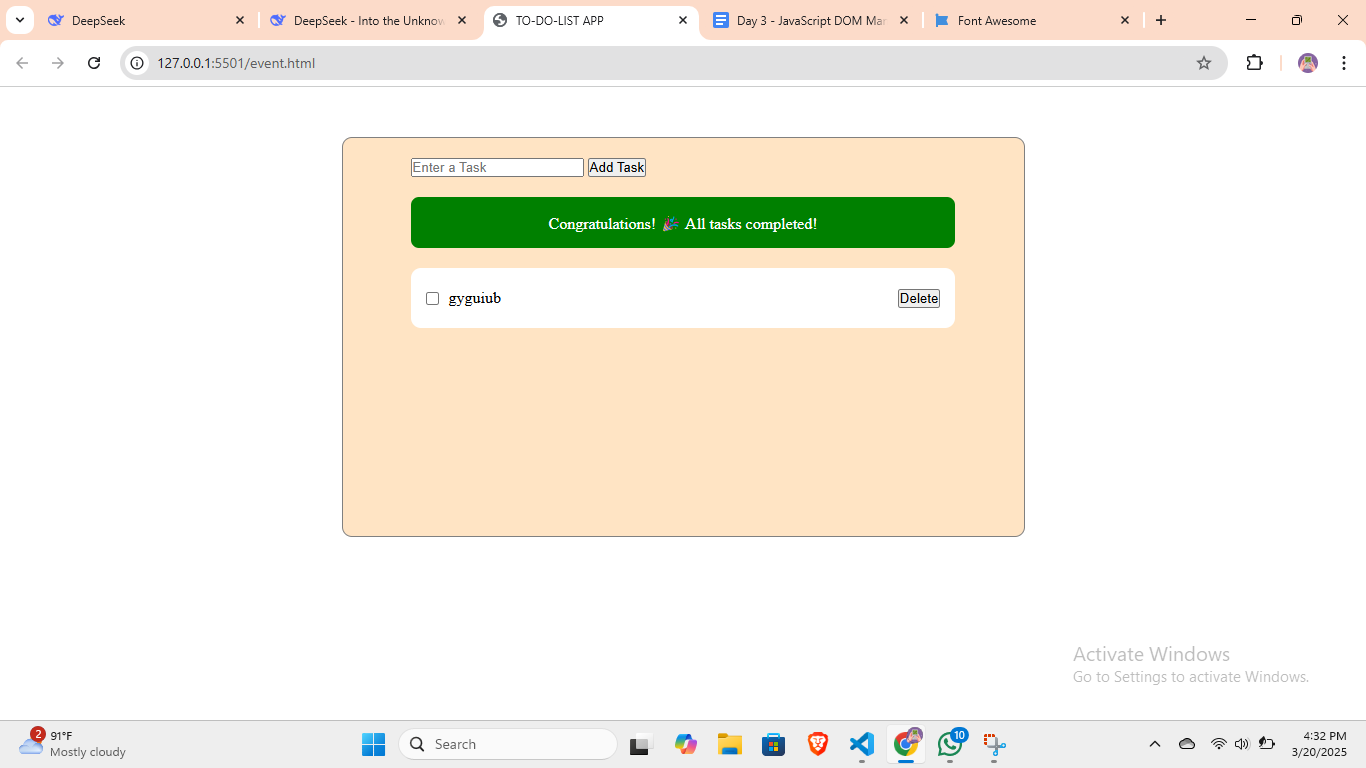 DeepSeek
DeepSeek - Into the Unknow
TO-DO-LIST APP
Day 3 - JavaScript DOM Mar
Font Awesome
127.0.0.1:5501/event.html
Enter a Task
Add Task
Congratulations! 🎉 All tasks completed!
gyguiub
Delete
Activate Windows
Go to Settings to activate Windows.
2
91°F
Mostly cloudy
Search
10
4:32 PM
3/20/2025